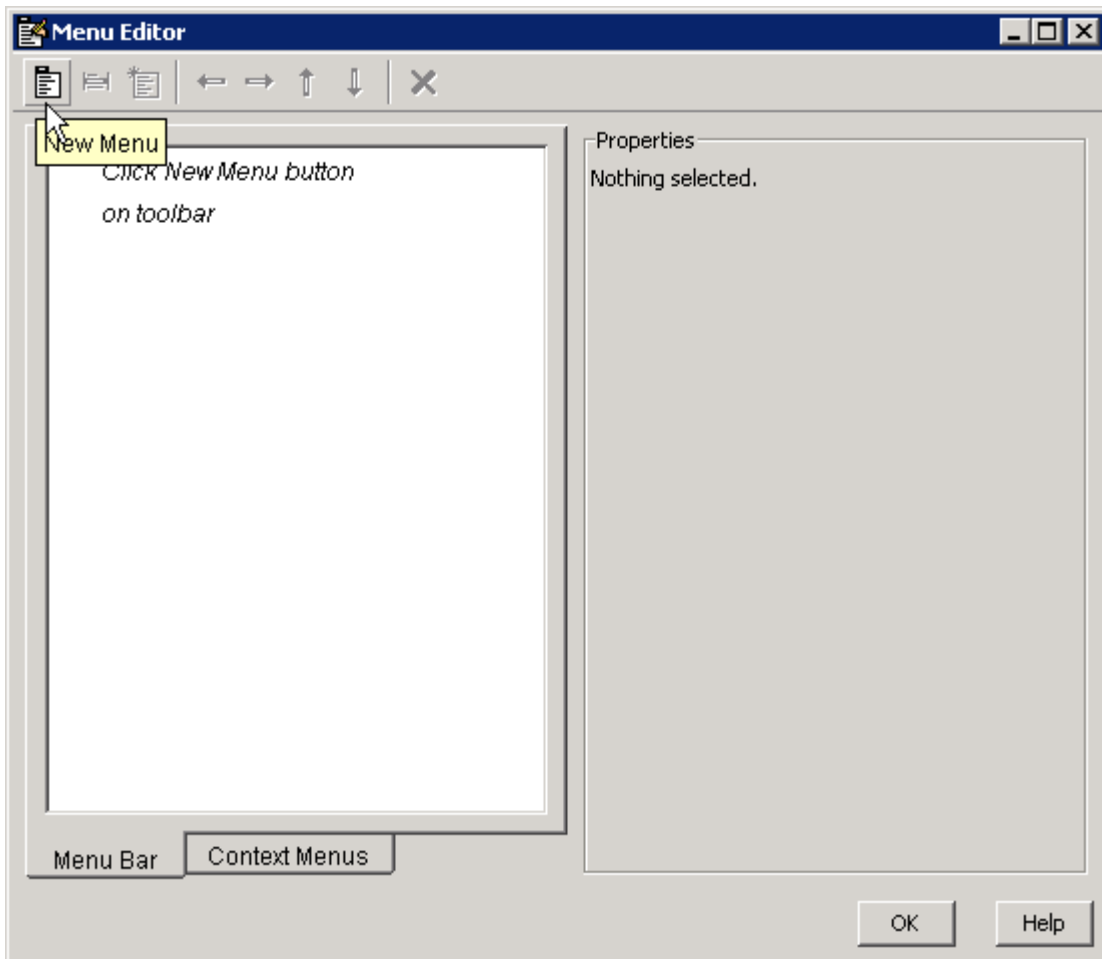 Menu Editor
New Menu
Click New Menu button
on toolbar
Properties
Nothing selected.
Menu Bar
Context Menus
OK
Help